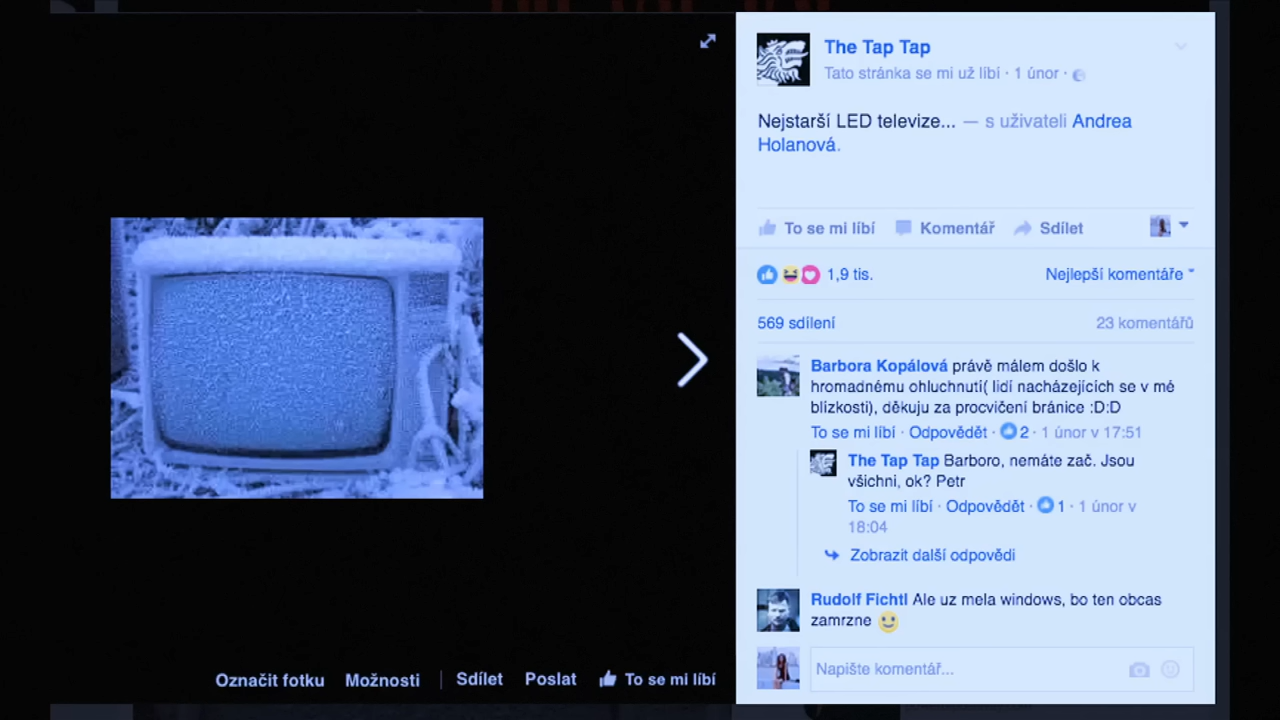 The Tap Tap
Tato stránka se mi už líbí · 1 únor ·
Nejstarší LED televize... — s uživateli Andrea
Holanová.
To se mi líbí Komentář Sdílet
1,9 tis. Nejlepší komentáře
569 sdílení 23 komentářů
Barbora Kopálová právě málem došlo k
hromadnému ohluchnutí( lidí nacházejících se v mé
blízkosti), děkuju za procvičení bránice :D:D
To se mi líbí · Odpovědět · 2 · 1 únor v 17:51
The Tap Tap Barboro, nemáte zač. Jsou
všichni, ok? Petr
To se mi líbí · Odpovědět · 1 · 1 únor v
18:04
Zobrazit další odpovědi
Rudolf Fichtl Ale uz mela windows, bo ten obcas
zamrzne
Napište komentář...
Označit fotku Možnosti Sdílet Poslat To se mi líbí